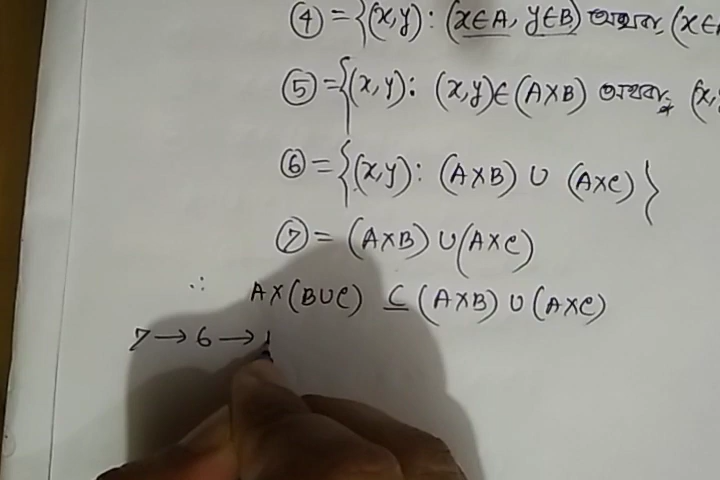 ④ = {(x,y): (x∈A, y∈B) অথবা, (x∈
⑤ = {(x,y): (x,y)∈(A×B) অথবা, (x,
⑥ = {(x,y): (A×B) ∪ (A×C)}
⑦ = (A×B) ∪ (A×C)
∴ A×(B∪C) ⊆ (A×B) ∪ (A×C)
7 → 6 →